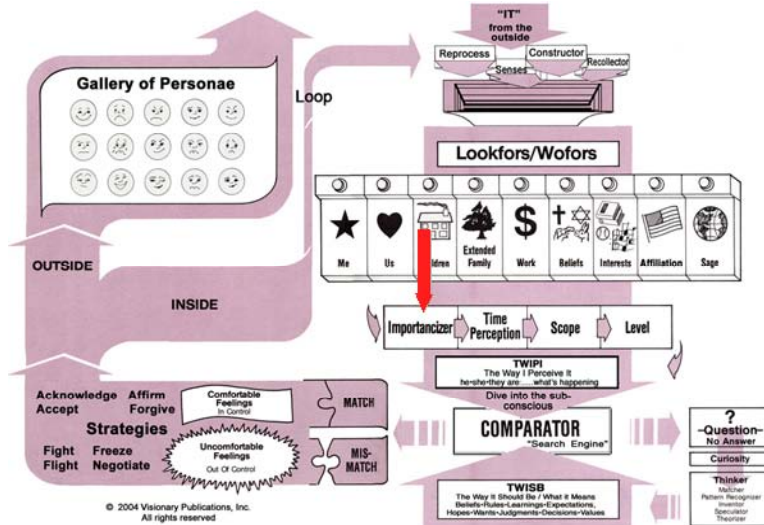 "IT"
from the
outside
Reprocess
Constructor
Senses
Recollector
Gallery of Personae
Loop
Lookfors/Wofors
Me
Us
ildren
Extended
Family
Work
Beliefs
Interests
Affiliation
Sage
OUTSIDE
INSIDE
Importancizer
Time
Perception
Scope
Level
TWIPI
The Way I Perceive It
he•she•they are.....what's happening
Dive into the sub-
conscious
Acknowledge Affirm
Accept Forgive
Strategies
Fight Freeze
Flight Negotiate
Comfortable
Feelings
In Control
Uncomfortable
Feelings
Out Of Control
MATCH
MIS-
MATCH
COMPARATOR
"Search Engine"
?
-Question-
No Answer
Curiosity
Thinker
Matcher
Pattern Recognizer
Inventor
Speculator
Theorizer
TWISB
The Way It Should Be / What it Means
Beliefs-Rules-Learnings-Expectations,
Hopes-Wants-Judgments-Decisions-Values
© 2004 Visionary Publications, Inc.
All rights reserved